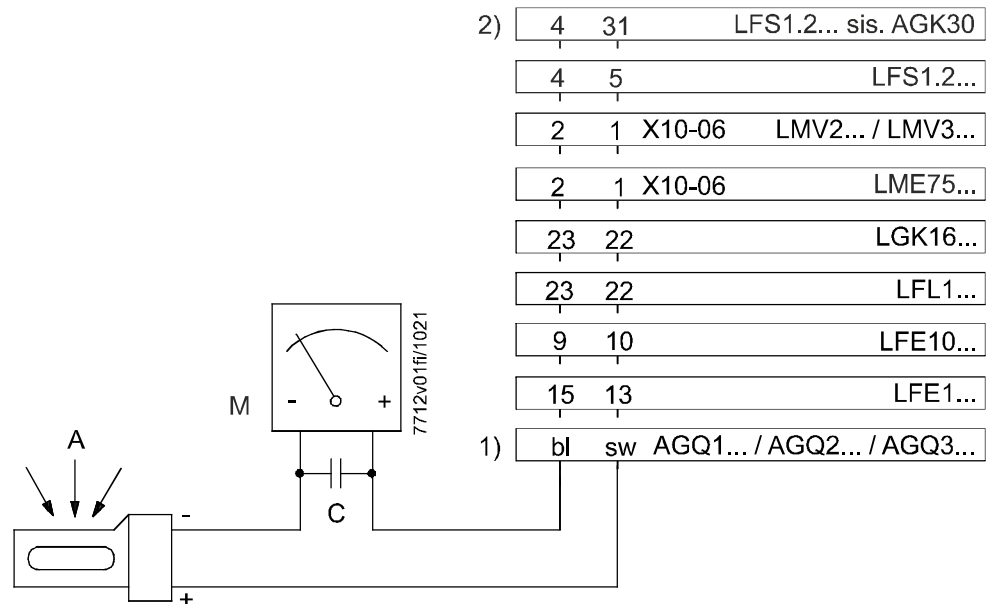 2) 4 31 LFS1.2... sis. AGK30
4 5 LFS1.2...
2 1 X10-06 LMV2... / LMV3...
2 1 X10-06 LME75...
23 22 LGK16...
23 22 LFL1...
9 10 LFE10...
15 13 LFE1...
1) bl sw AGQ1... / AGQ2... / AGQ3...
M - + 7712v01fi/1021
C
A
-
+